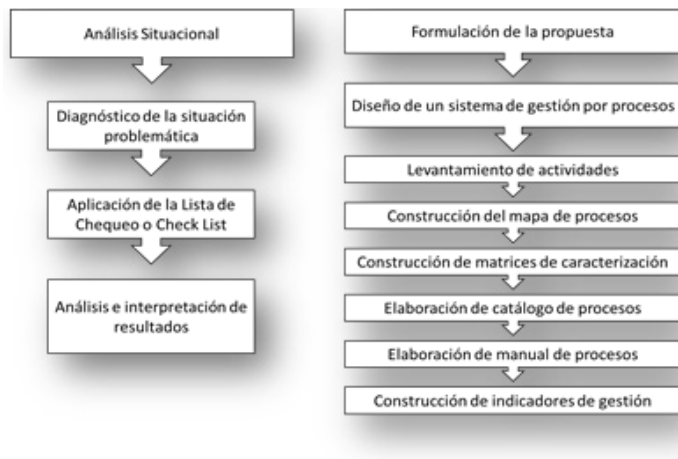 Análisis Situacional
Diagnóstico de la situación
problemática
Aplicación de la Lista de
Chequeo o Check List
Análisis e interpretación de
resultados
Formulación de la propuesta
Diseño de un sistema de gestión por procesos
Levantamiento de actividades
Construcción del mapa de procesos
Construcción de matrices de caracterización
Elaboración de catálogo de procesos
Elaboración de manual de procesos
Construcción de indicadores de gestión